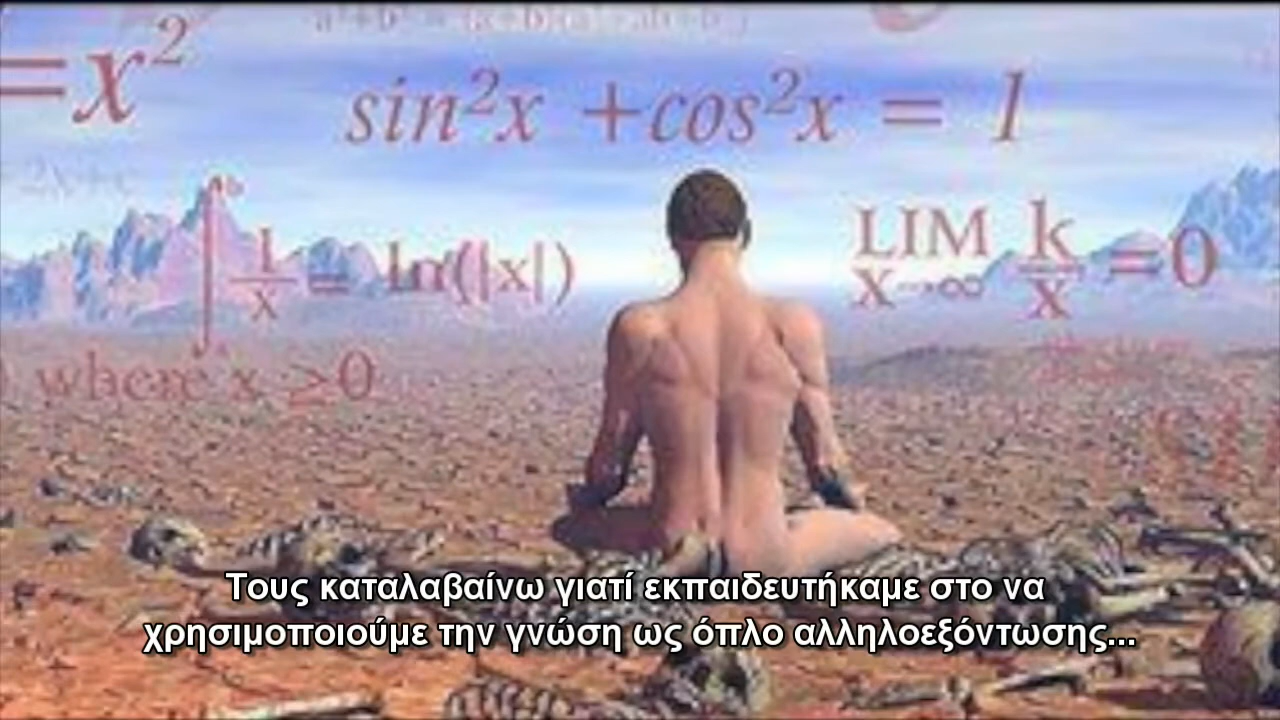 =x²
sin²x +cos²x = 1
∫ 1/x = ln(|x|)
LIM x→∞ k/x =0
where x ≥0
Τους καταλαβαίνω γιατί εκπαιδευτήκαμε στο να
χρησιμοποιούμε την γνώση ως όπλο αλληλοεξόντωσης...